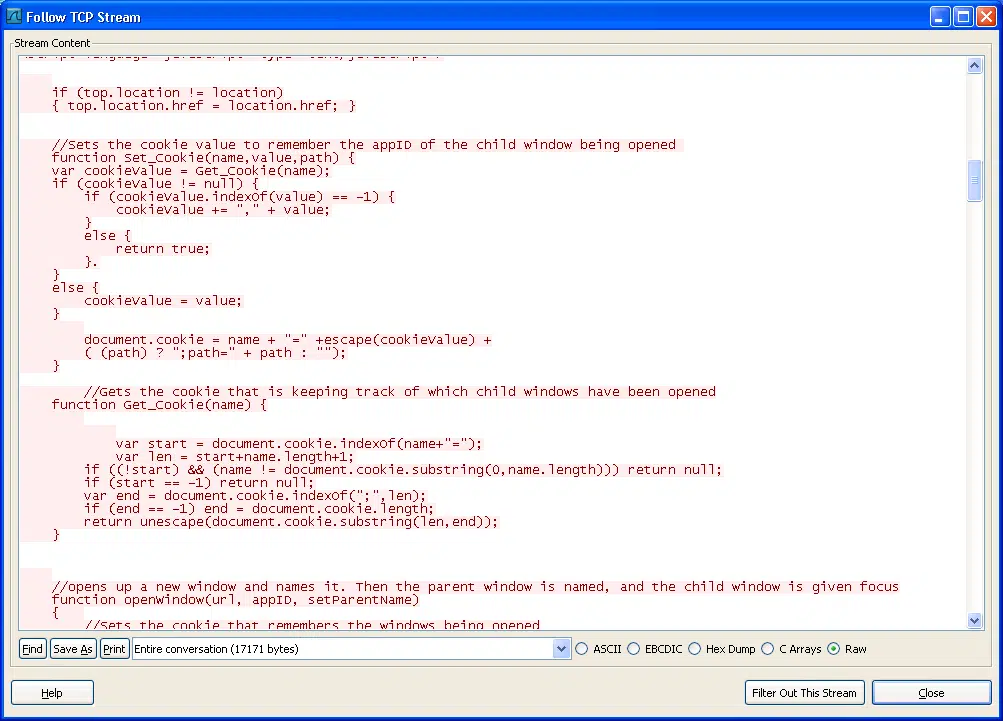 Follow TCP Stream
Stream Content
if (top.location != location)
{ top.location.href = location.href; }
//Sets the cookie value to remember the appID of the child window being opened
function Set_Cookie(name,value,path) {
var cookieValue = Get_Cookie(name);
if (cookieValue != null) {
if (cookieValue.indexOf(value) == -1) {
cookieValue += "," + value;
}
else {
return true;
}.
}
else {
cookieValue = value;
}
document.cookie = name + "=" +escape(cookieValue) +
( (path) ? ";path=" + path : "");
}
//Gets the cookie that is keeping track of which child windows have been opened
function Get_Cookie(name) {
var start = document.cookie.indexOf(name+"=");
var len = start+name.length+1;
if ((!start) && (name != document.cookie.substring(0,name.length))) return null;
if (start == -1) return null;
var end = document.cookie.indexOf(";",len);
if (end == -1) end = document.cookie.length;
return unescape(document.cookie.substring(len,end));
}
//opens up a new window and names it. Then the parent window is named, and the child window is given focus
function openWindow(url, appID, setParentName)
{
//Sets the cookie that remembers the windows being opened
Find Save As Print Entire conversation (17171 bytes) ASCII EBCDIC Hex Dump C Arrays Raw
Help Filter Out This Stream Close